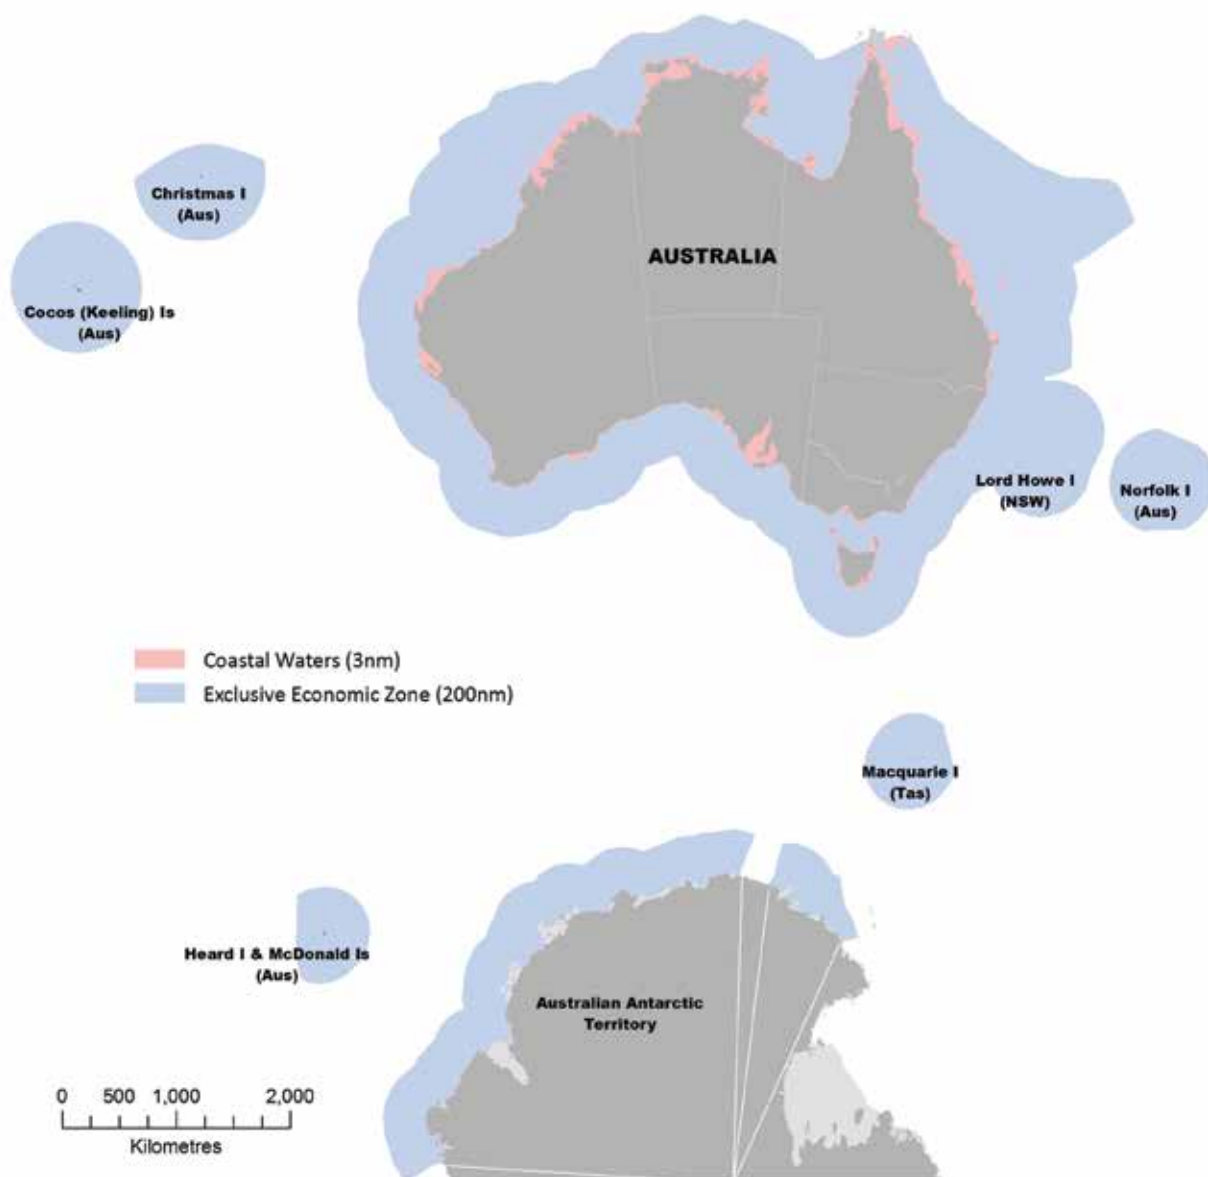 Christmas I
(Aus)
AUSTRALIA
Cocos (Keeling) Is
(Aus)
Lord Howe I
(NSW)
Norfolk I
(Aus)
Coastal Waters (3nm)
Exclusive Economic Zone (200nm)
Macquarie I
(Tas)
Heard I & McDonald Is
(Aus)
Australian Antarctic
Territory
0 500 1,000 2,000
Kilometres